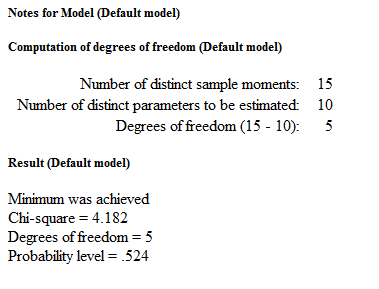 Notes for Model (Default model)
Computation of degrees of freedom (Default model)
Number of distinct sample moments: 15
Number of distinct parameters to be estimated: 10
Degrees of freedom (15 - 10): 5
Result (Default model)
Minimum was achieved
Chi-square = 4.182
Degrees of freedom = 5
Probability level = .524